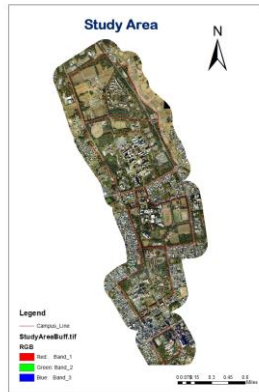 Study Area
N
Legend
Campus_Line
StudyAreaBuff.tif
RGB
Red: Band_1
Green: Band_2
Blue: Band_3
Miles